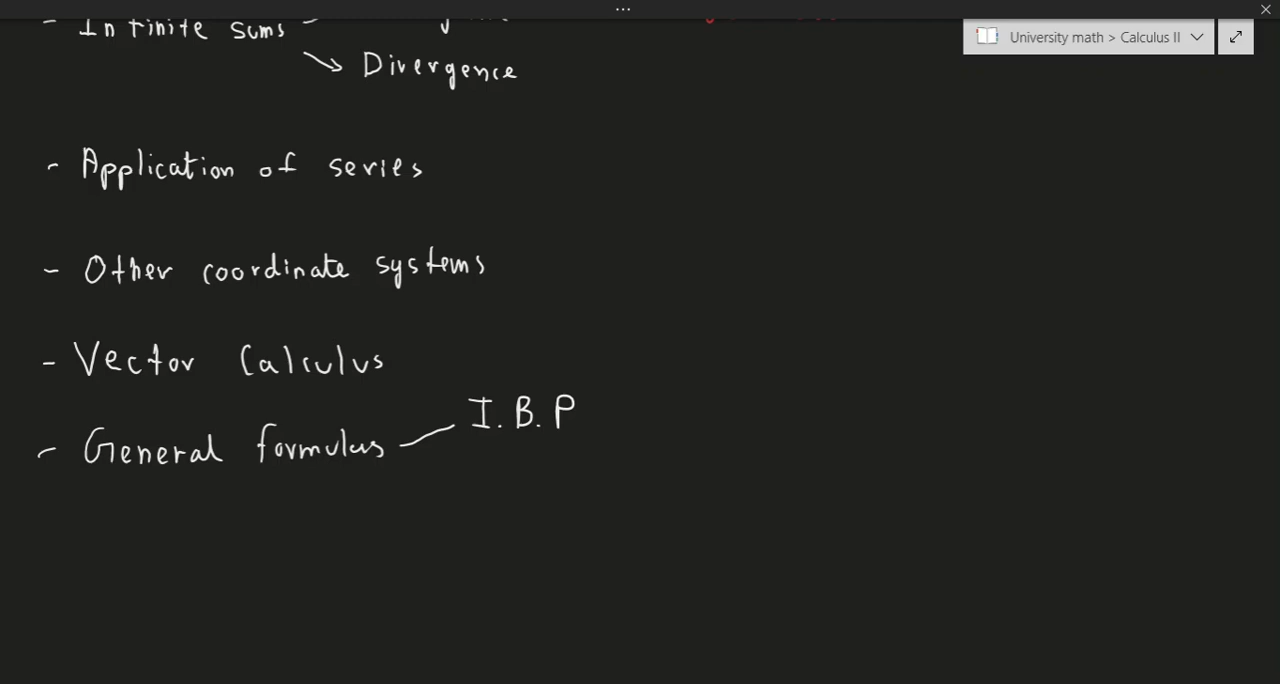 - Infinite sums
University math > Calculus II
Divergence
- Application of series
- Other coordinate systems
- Vector Calculus
I.B.P
- General formulas